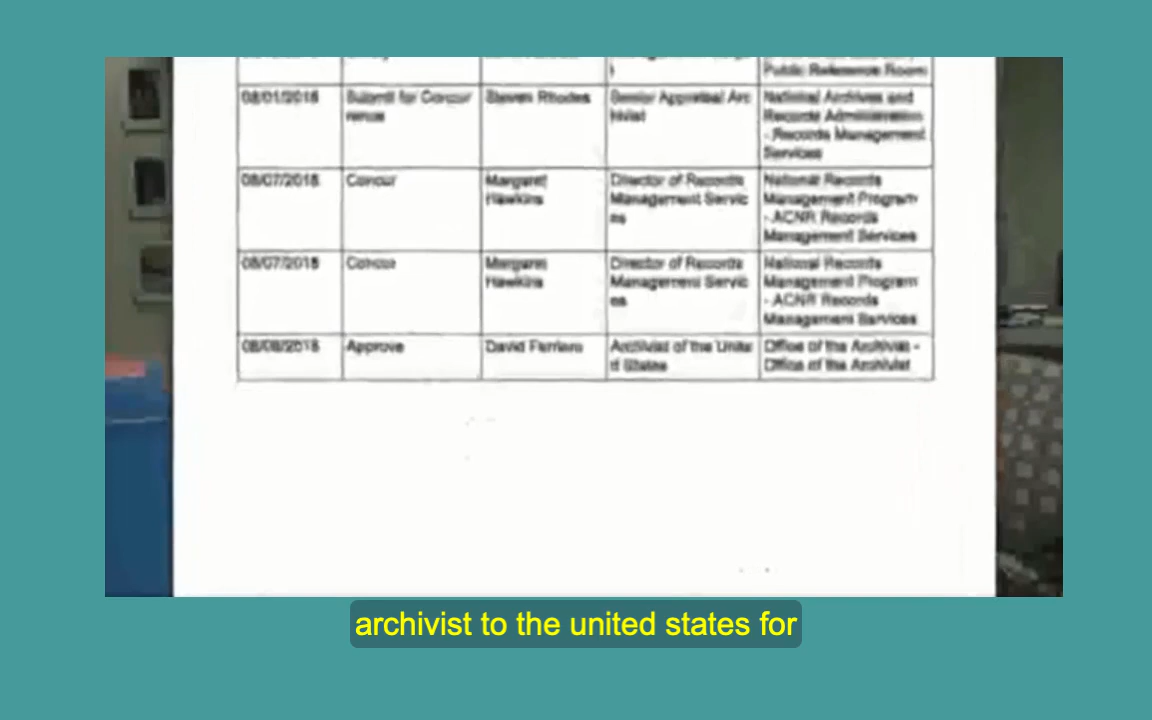 Public Reference Room
08/01/2018 Submit for Concur Steven Rhodes Senior Appraisal Arc National Archives and
rence hivist Records Administration
- Records Management
Services
08/07/2018 Concur Margaret Director of Records National Records
Hawkins Management Servic Management Program
es - ACNR Records
Management Services
08/07/2018 Concur Margaret Director of Records National Records
Hawkins Management Servic Management Program
es - ACNR Records
Management Services
08/08/2018 Approve David Ferriero Archivist of the Unite Office of the Archivist -
d States Office of the Archivist
archivist to the united states for